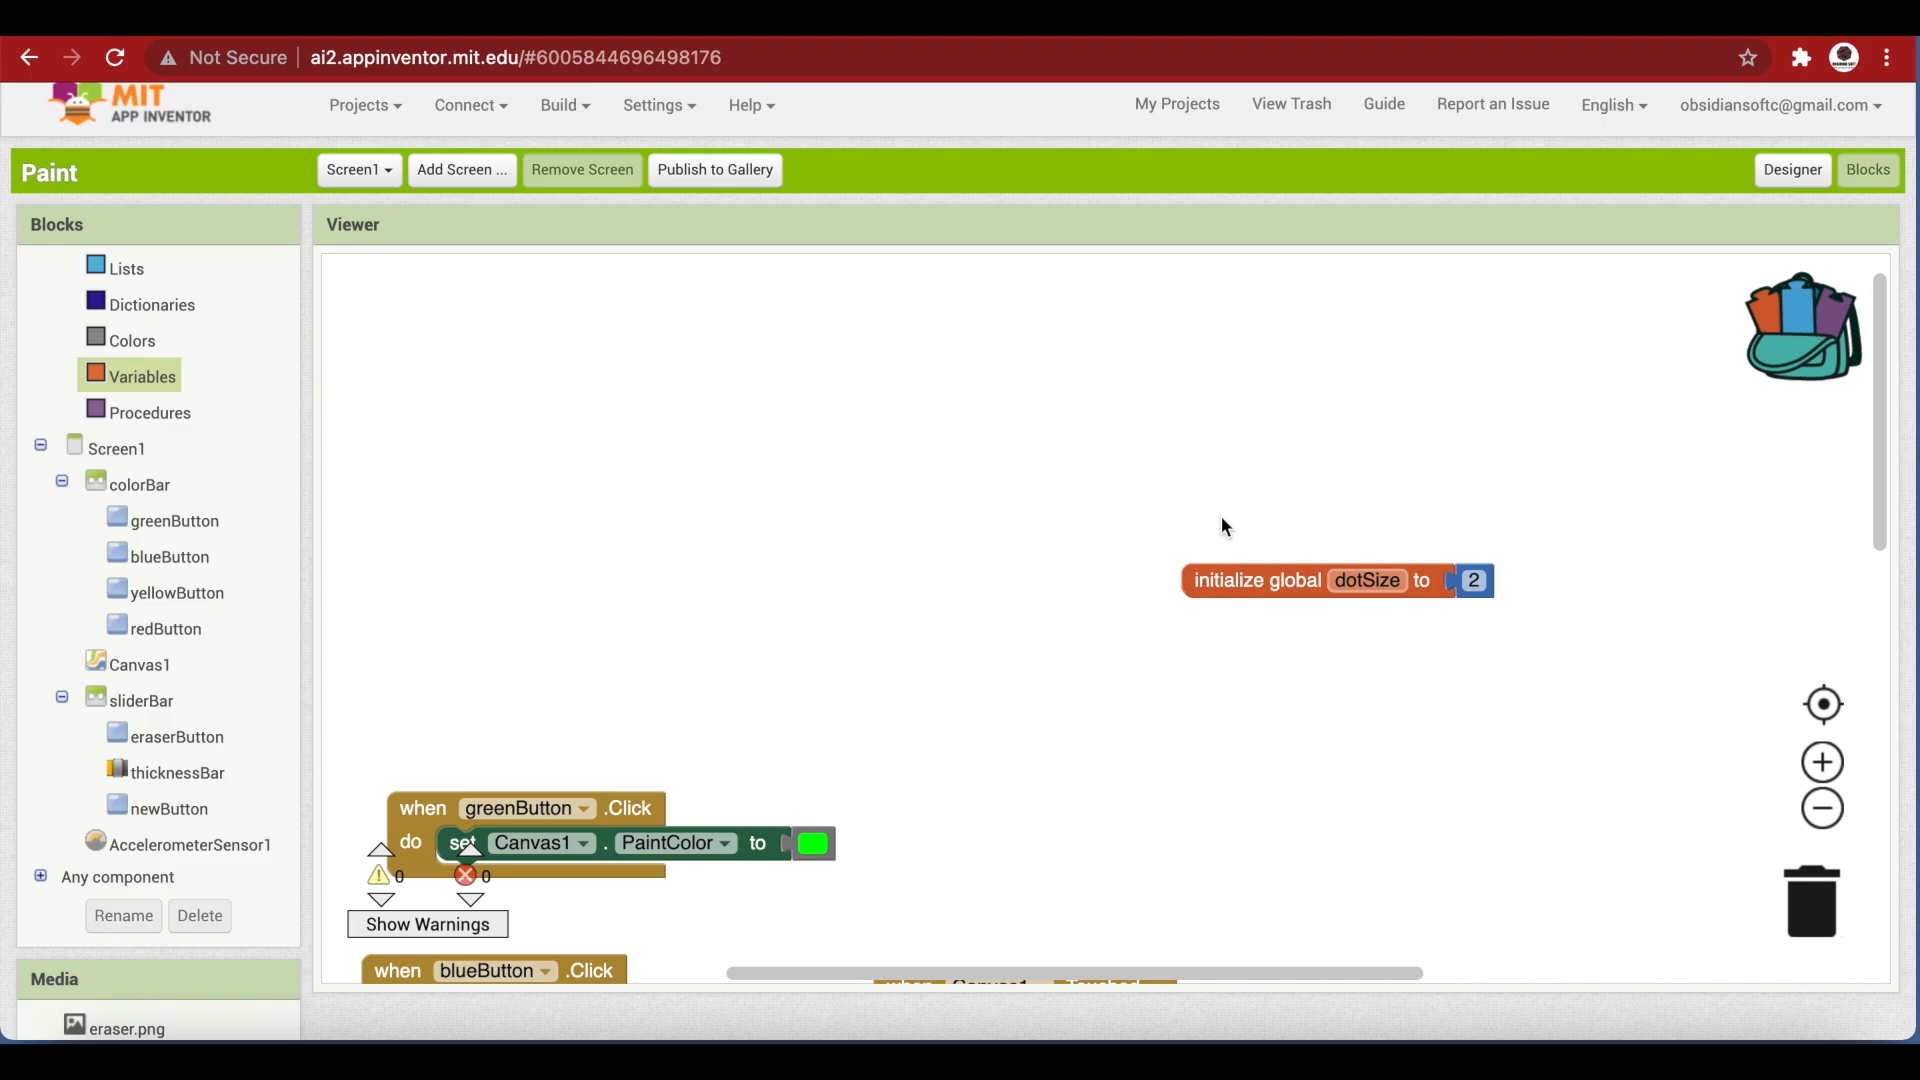 Not Secure ai2.appinventor.mit.edu/#6005844696498176
MIT
APP INVENTOR
Projects Connect Build Settings Help My Projects View Trash Guide Report an Issue English obsidiansoftc@gmail.com
Paint Screen1 Add Screen ... Remove Screen Publish to Gallery Designer Blocks
Blocks
Viewer
Lists
Dictionaries
Colors
Variables
Procedures
Screen1
colorBar
greenButton
blueButton
yellowButton
redButton
Canvas1
sliderBar
eraserButton
thicknessBar
newButton
AccelerometerSensor1
Any component
Rename Delete
Media
eraser.png
initialize global dotSize to 2
when greenButton .Click
do set Canvas1 . PaintColor to
0 0
Show Warnings
when blueButton .Click